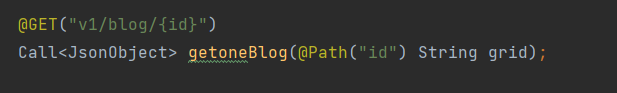 @GET("v1/blog/{id}")
Call<JsonObject> getoneBlog(@Path("id") String grid);